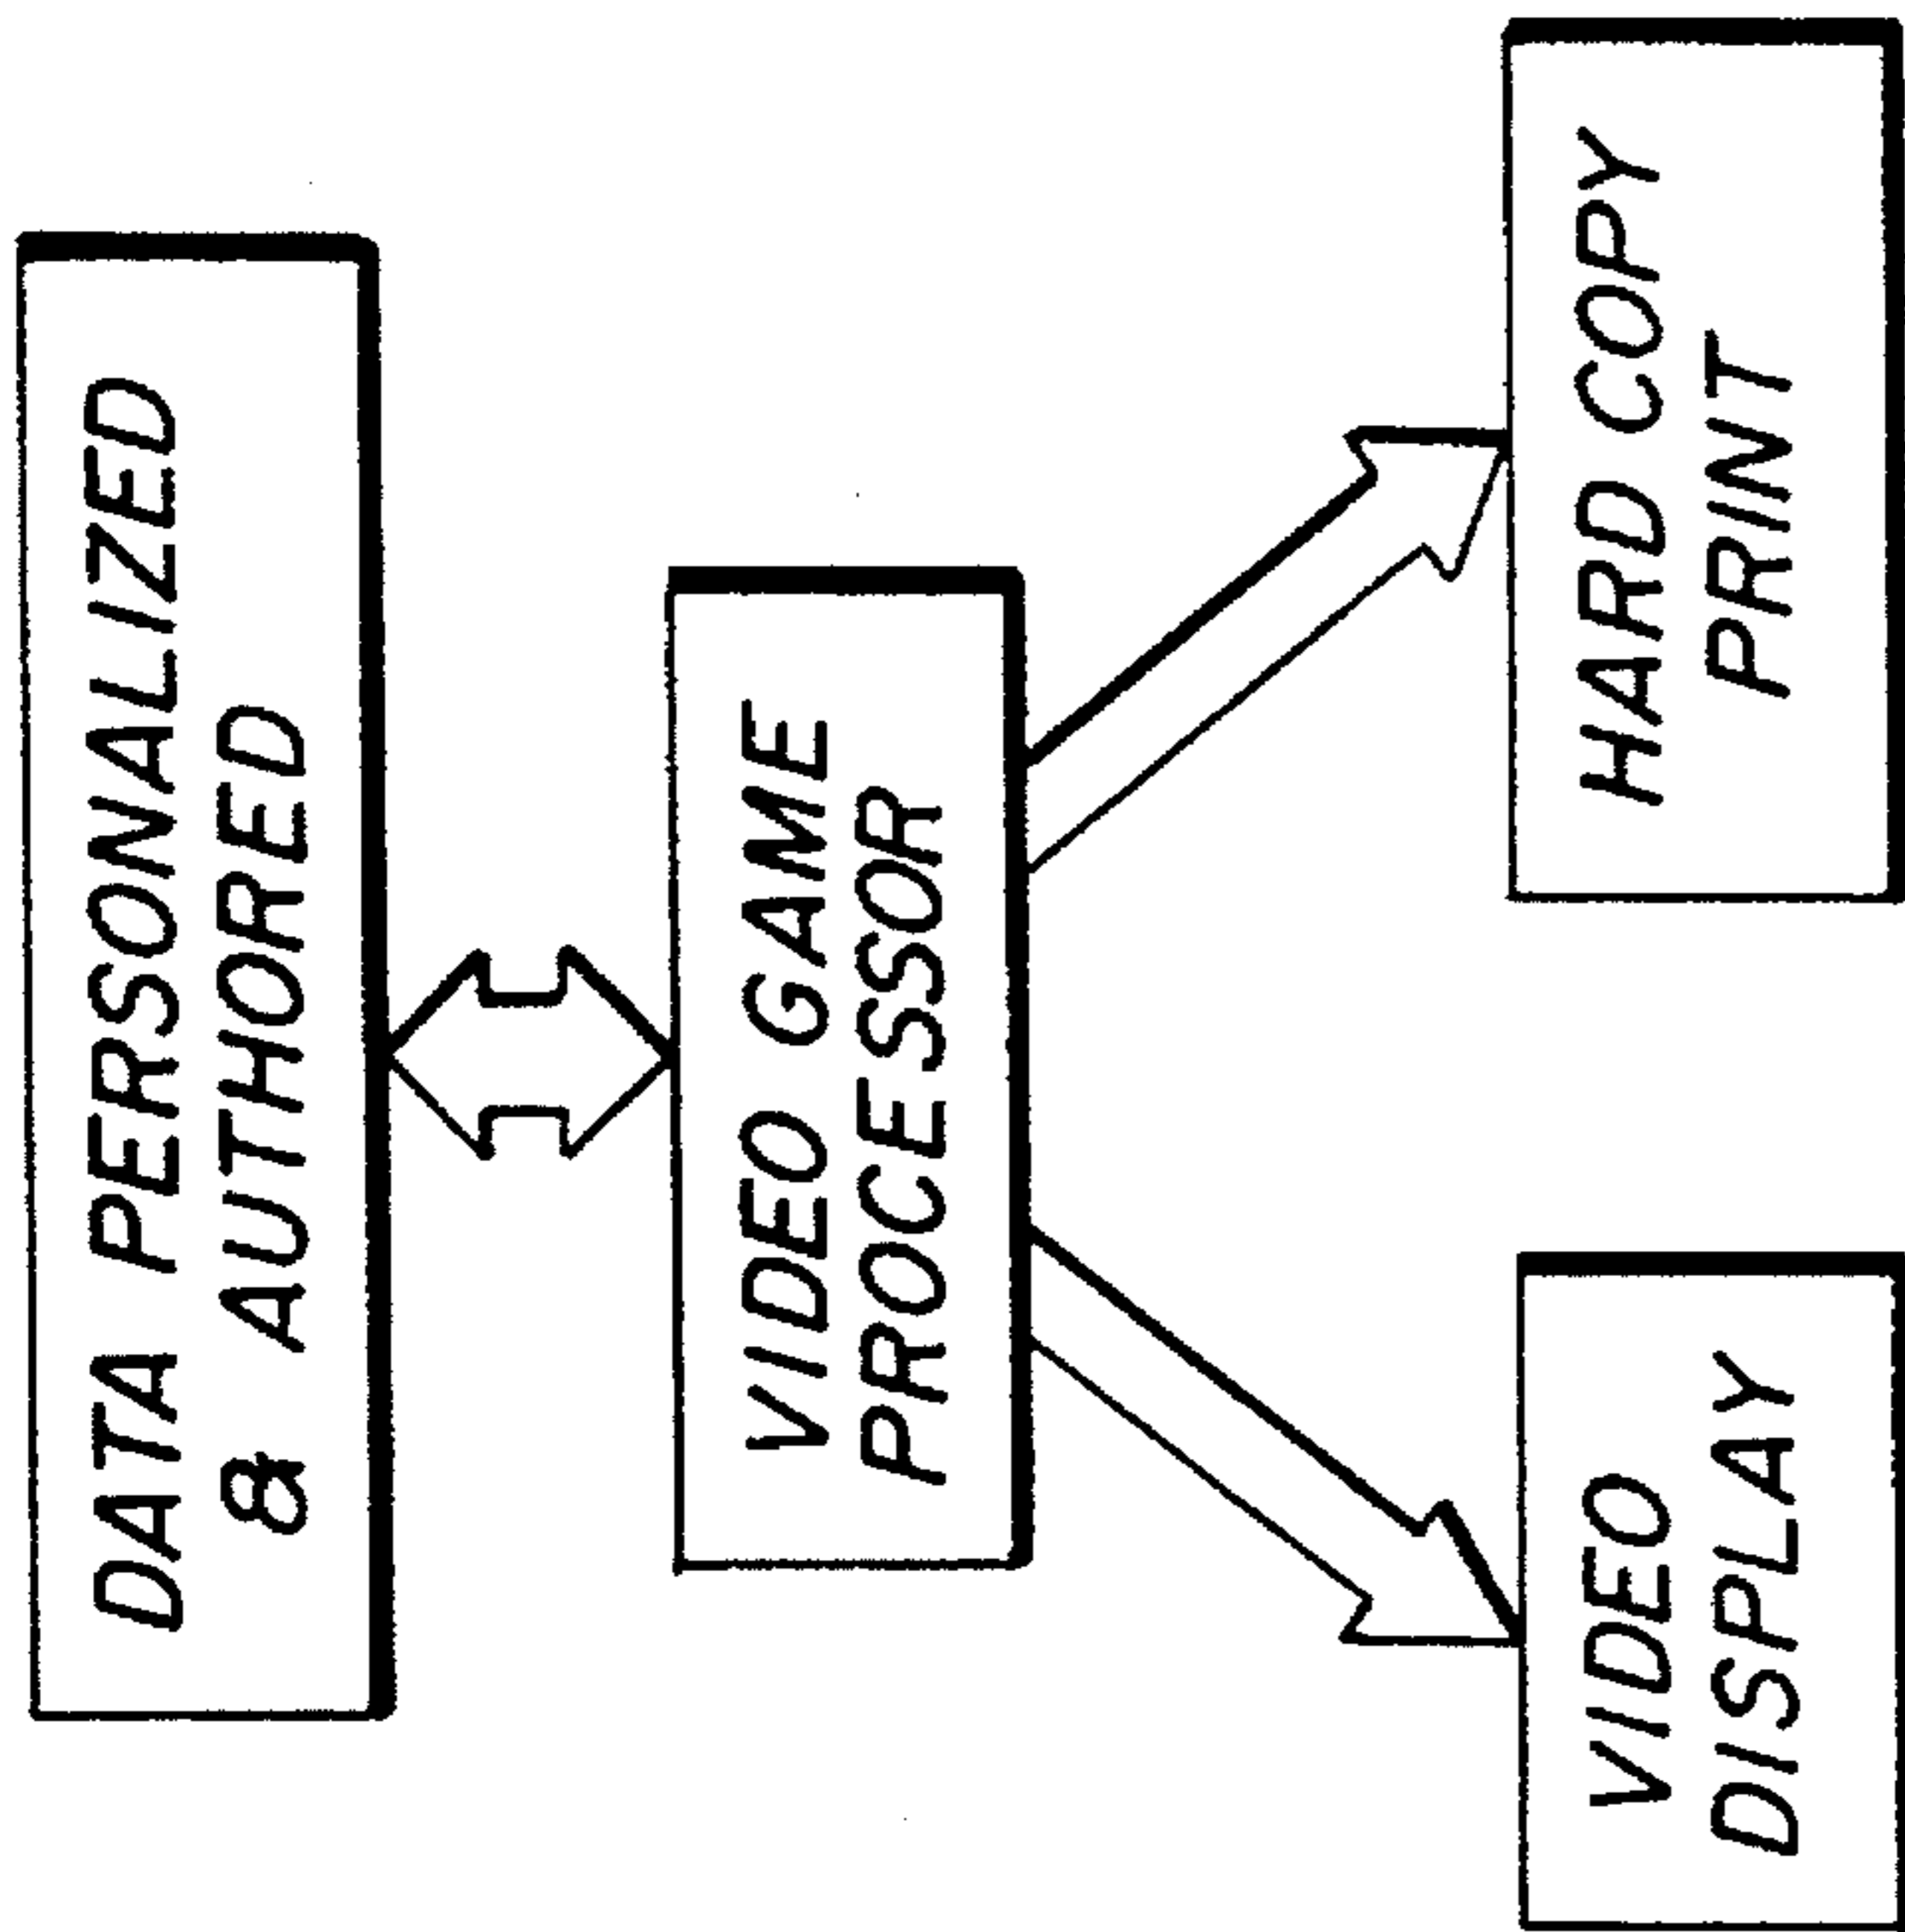 DATA PERSONALIZED
& AUTHORED
VIDEO GAME
PROCESSOR
VIDEO
DISPLAY
HARD COPY
PRINT